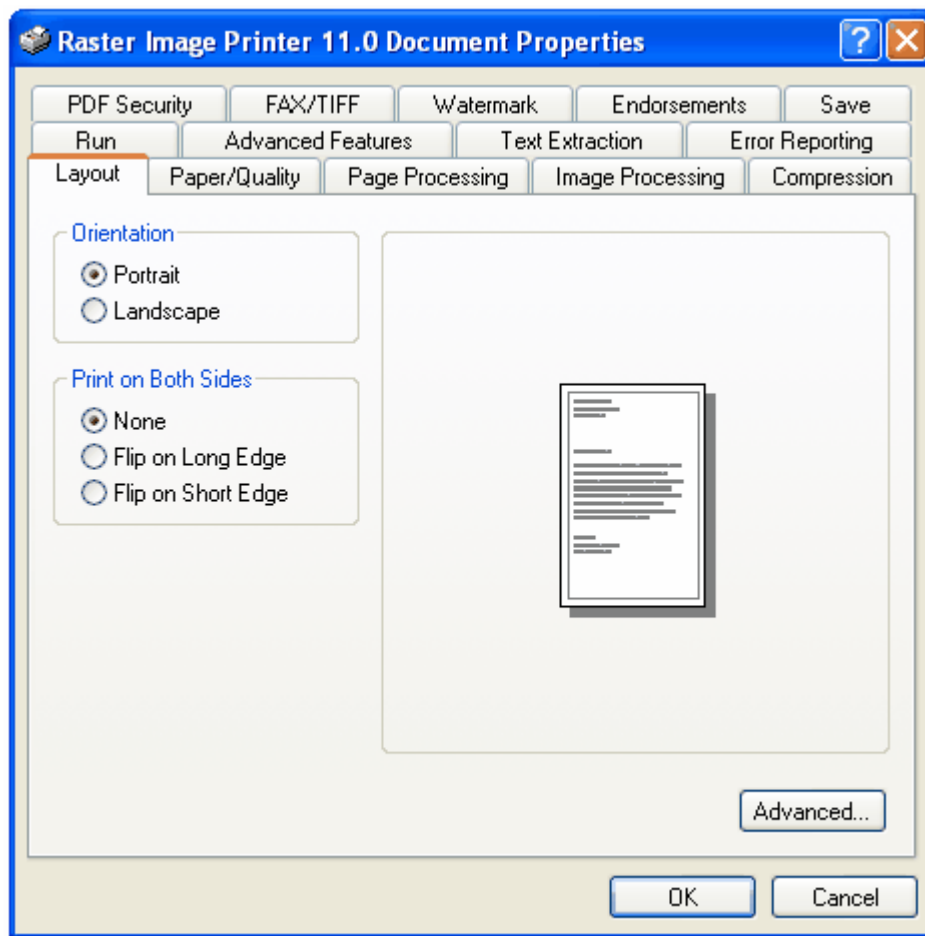 Raster Image Printer 11.0 Document Properties
PDF Security FAX/TIFF Watermark Endorsements Save
Run Advanced Features Text Extraction Error Reporting
Layout Paper/Quality Page Processing Image Processing Compression
Orientation
Portrait
Landscape
Print on Both Sides
None
Flip on Long Edge
Flip on Short Edge
Advanced...
OK Cancel